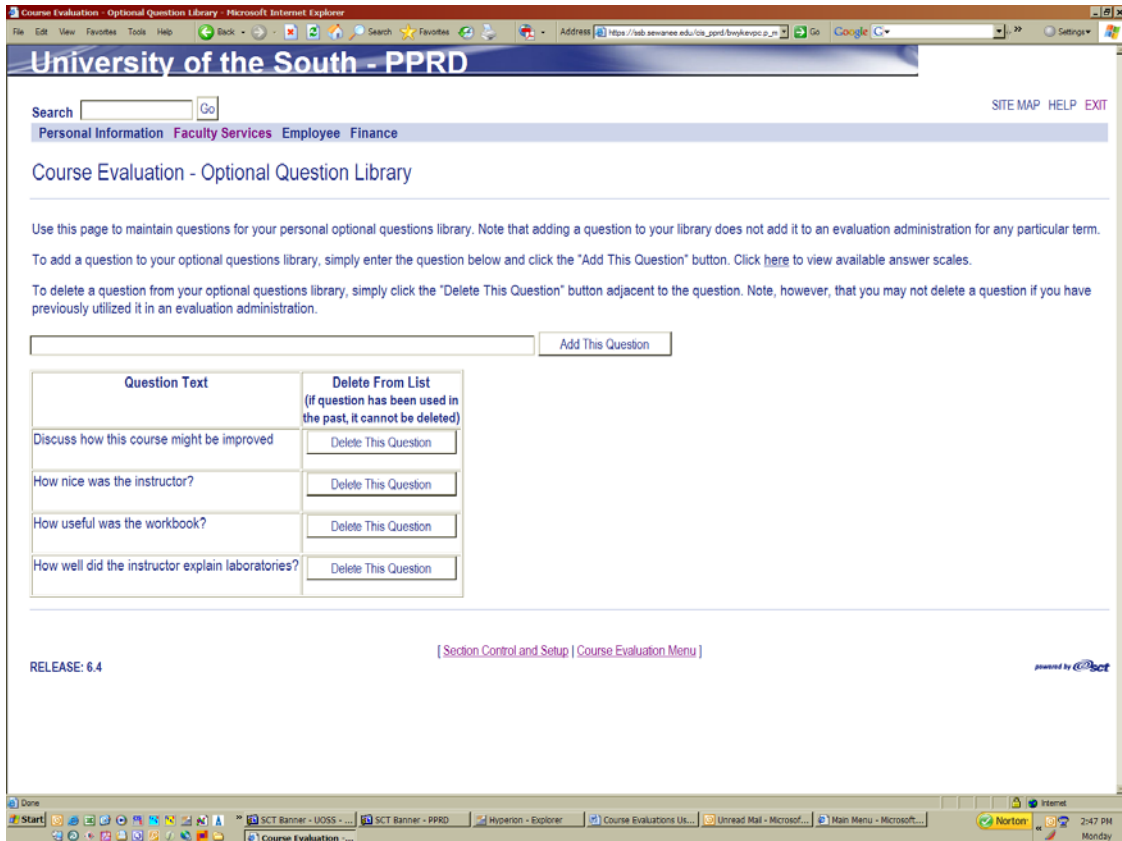 Course Evaluation - Optional Question Library - Microsoft Internet Explorer
File Edit View Favorites Tools Help Back Search Favorites Address https://ssb.sewanee.edu/cis_pprd/bwykevpc.p_m Go Google G Settings
University of the South - PPRD
Search Go SITE MAP HELP EXIT
Personal Information Faculty Services Employee Finance
Course Evaluation - Optional Question Library
Use this page to maintain questions for your personal optional questions library. Note that adding a question to your library does not add it to an evaluation administration for any particular term.
To add a question to your optional questions library, simply enter the question below and click the "Add This Question" button. Click here to view available answer scales.
To delete a question from your optional questions library, simply click the "Delete This Question" button adjacent to the question. Note, however, that you may not delete a question if you have
previously utilized it in an evaluation administration.
Add This Question
Question Text Delete From List
(if question has been used in
the past, it cannot be deleted)
Discuss how this course might be improved Delete This Question
How nice was the instructor? Delete This Question
How useful was the workbook? Delete This Question
How well did the instructor explain laboratories? Delete This Question
[ Section Control and Setup | Course Evaluation Menu ]
RELEASE: 6.4 powered by sct
Done Internet
Start SCT Banner - UOSS - ... SCT Banner - PPRD Hyperion - Explorer Course Evaluations Us... Unread Mail - Microsof... Main Menu - Microsoft... Norton 2:47 PM
Course Evaluation -... Monday